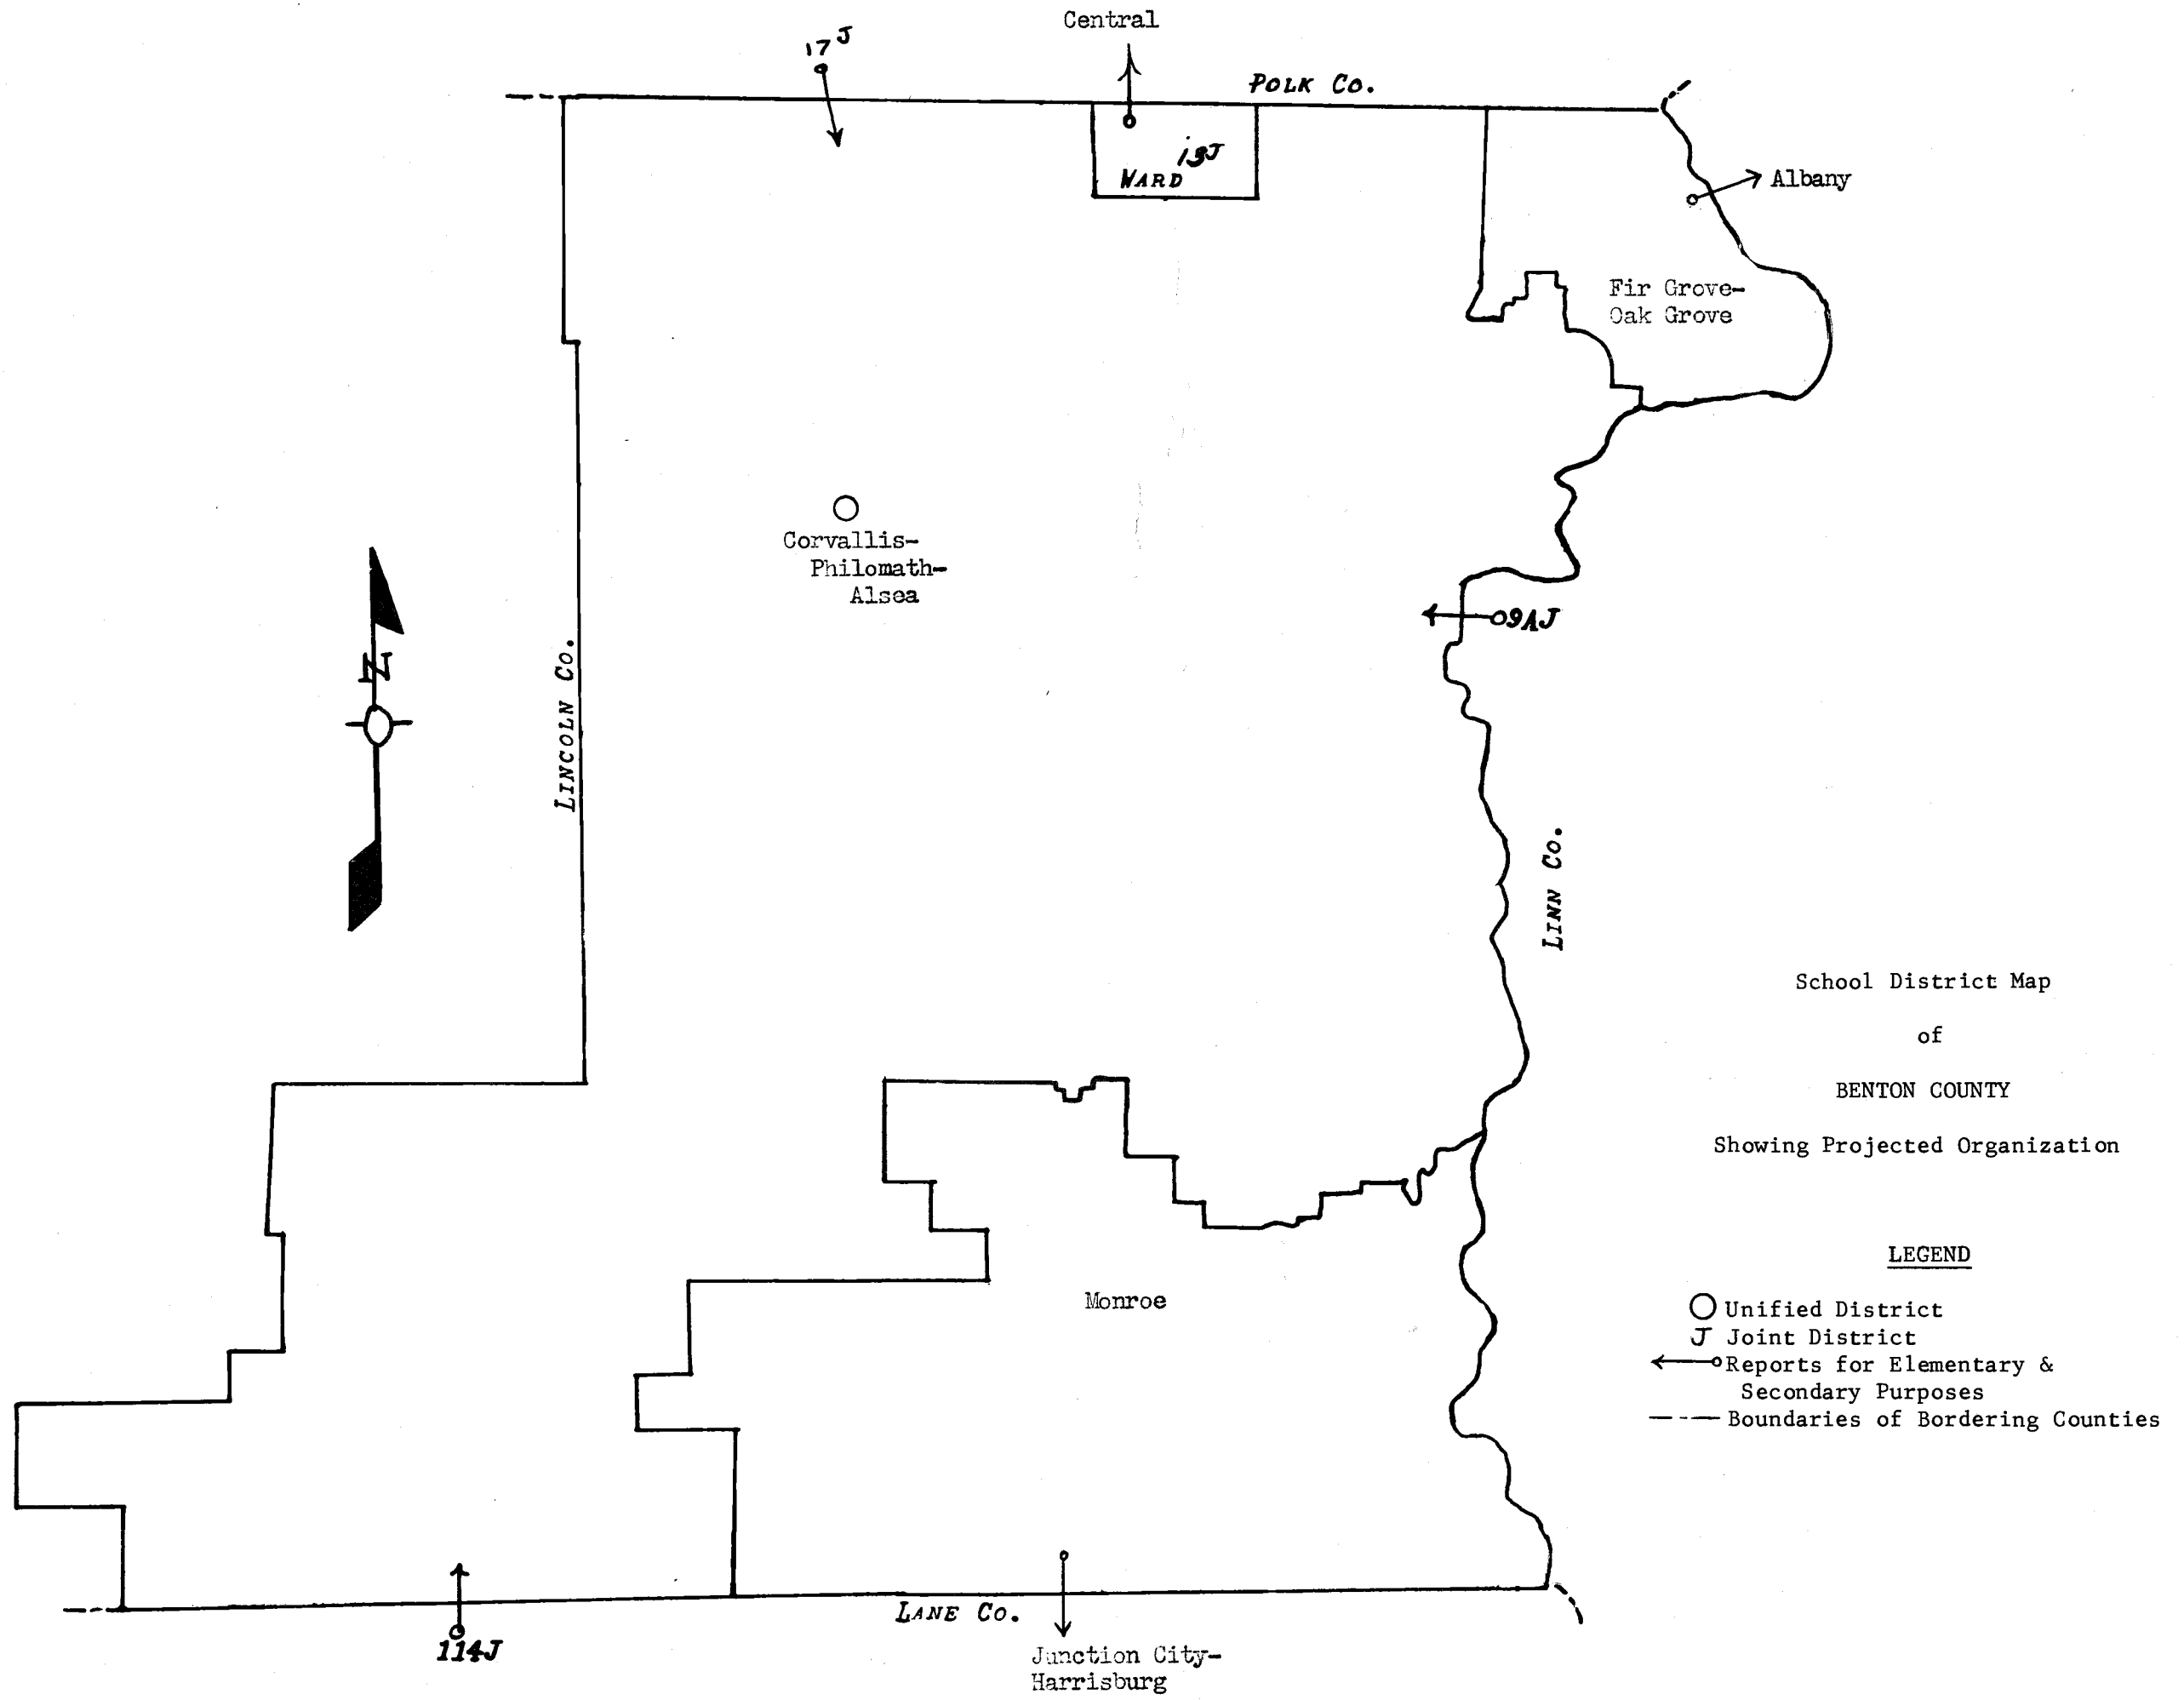 Central
17J
POLK CO.
13J
WARD
Albany
Fir Grove-
Oak Grove
Corvallis-
Philomath-
Alsea
9AJ
N
LINCOLN CO.
LINN CO.
School District Map
of
BENTON COUNTY
Showing Projected Organization
LEGEND
Unified District
J Joint District
Reports for Elementary &
Secondary Purposes
Boundaries of Bordering Counties
Monroe
LANE CO.
114J
Junction City-
Harrisburg